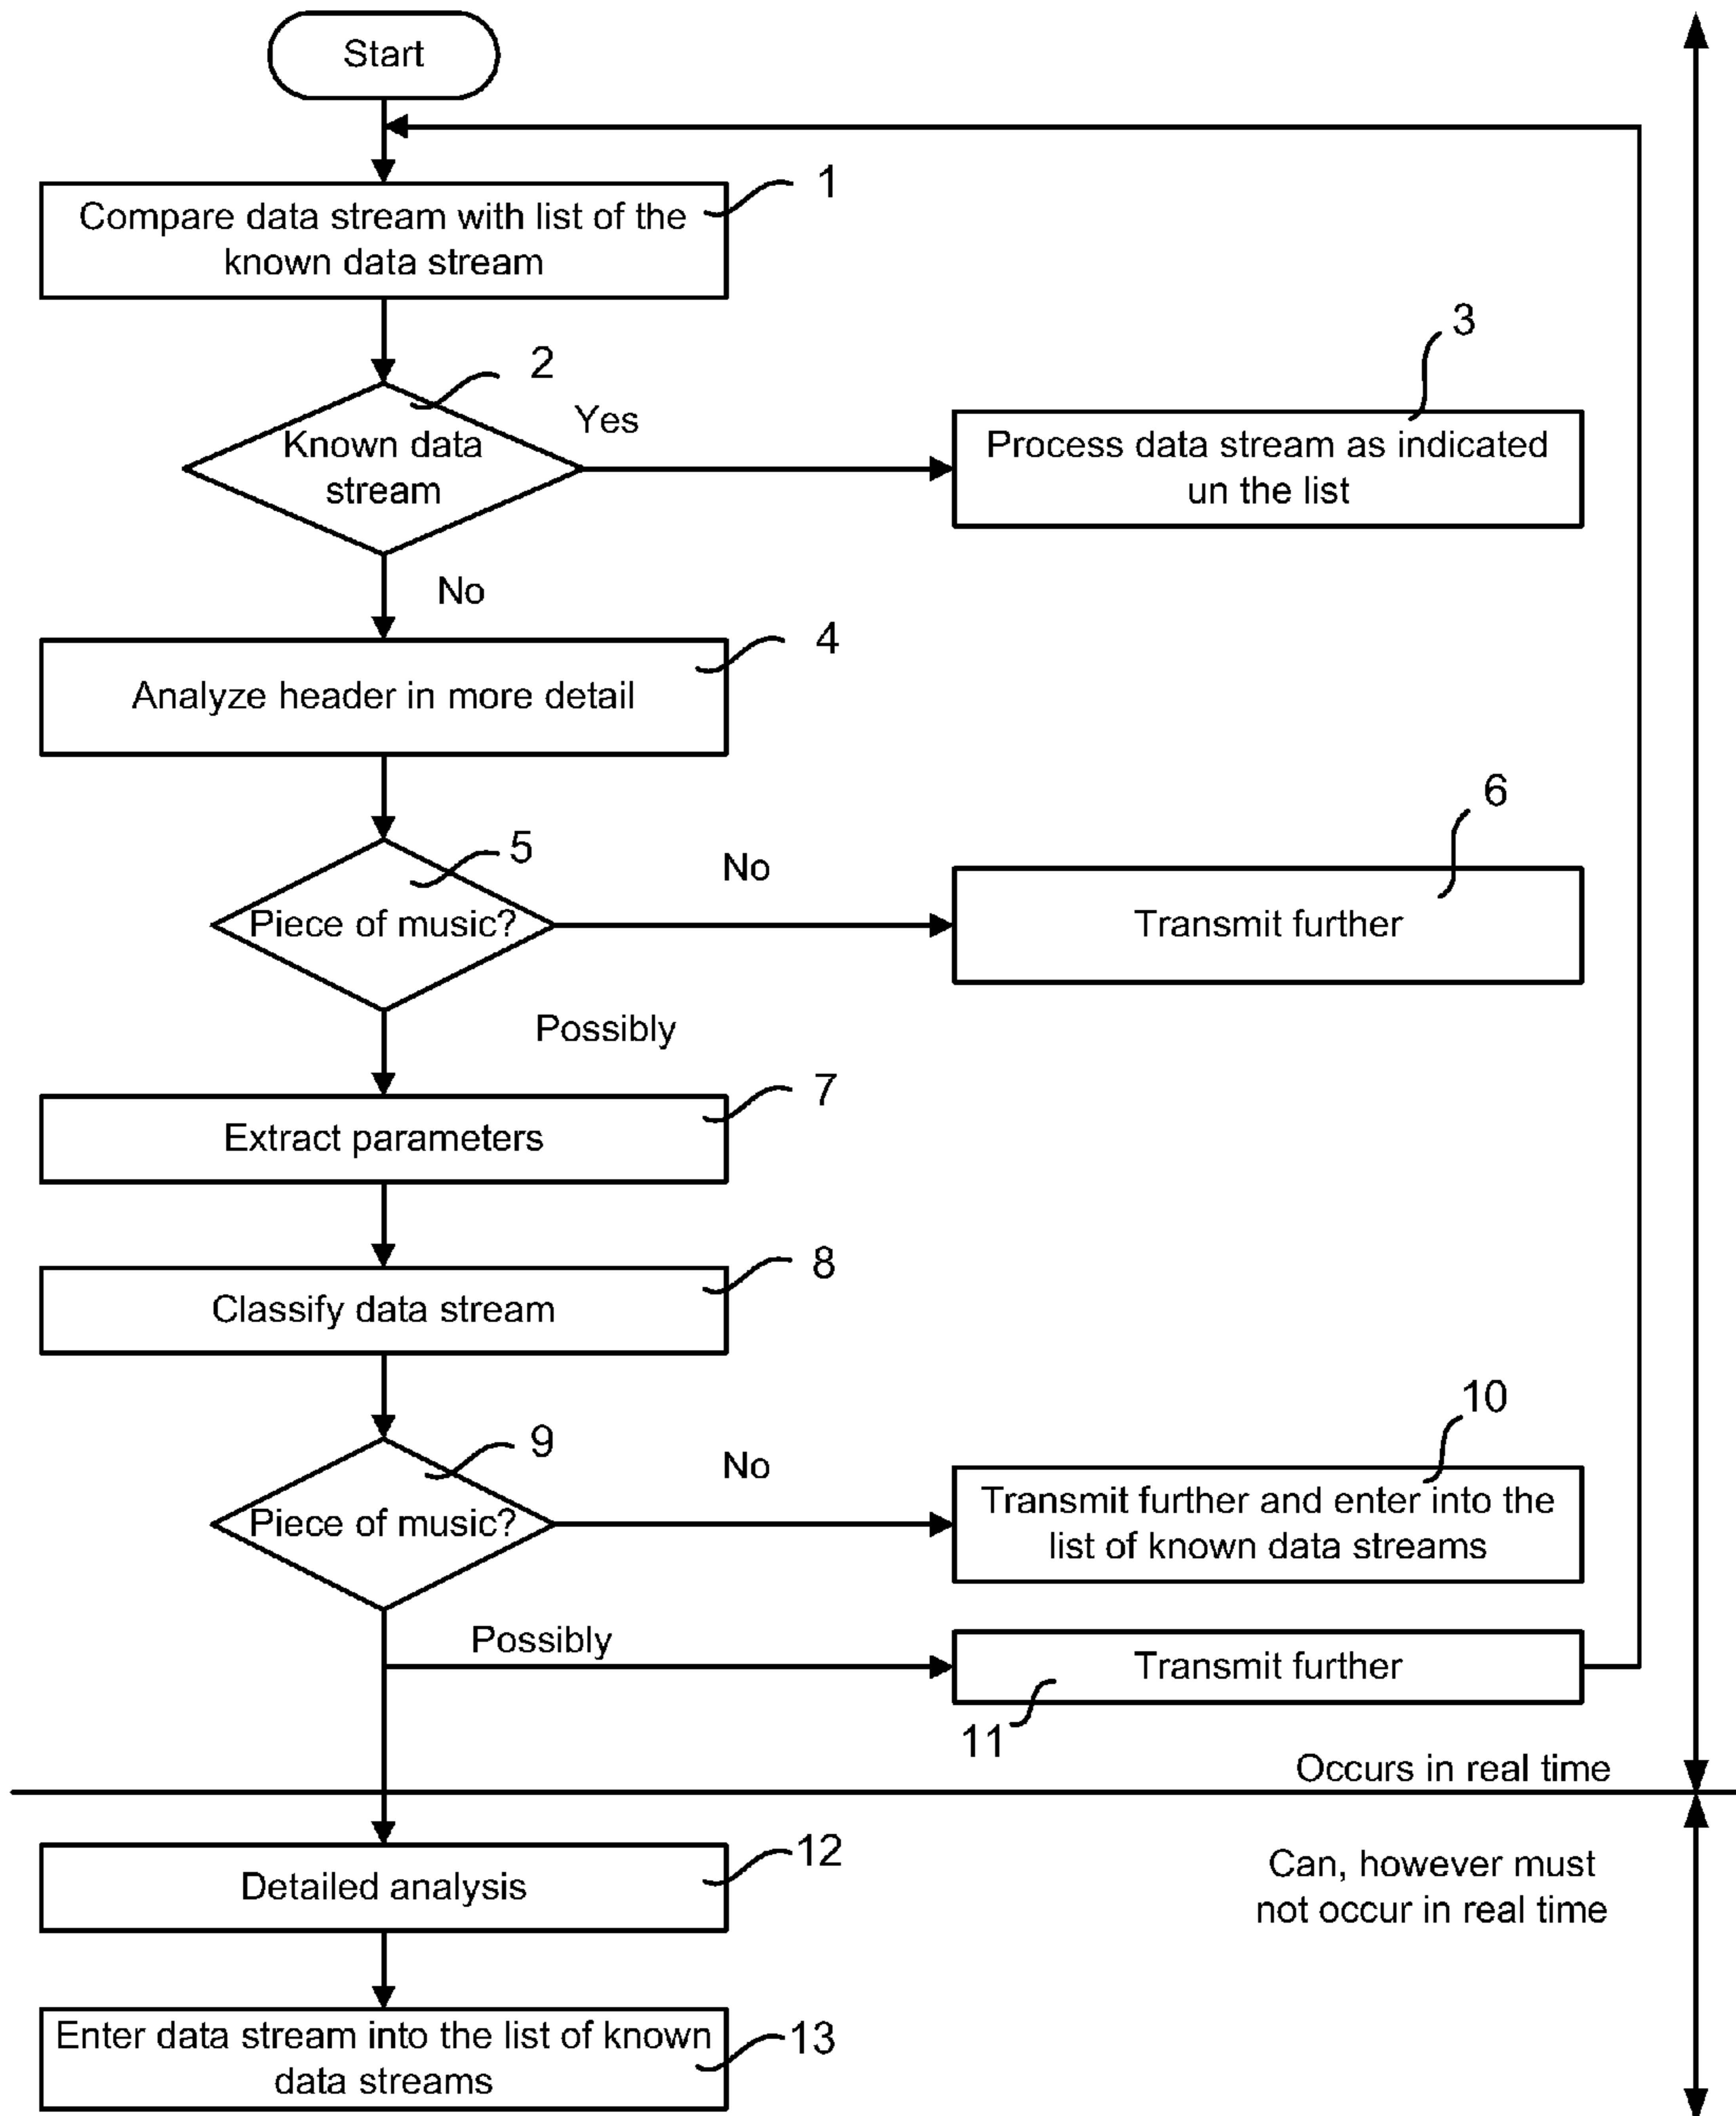 Start
1
Compare data stream with list of the
known data stream
2
Known data
stream
Yes
3
Process data stream as indicated
un the list
No
4
Analyze header in more detail
5
Piece of music?
No
6
Transmit further
Possibly
7
Extract parameters
8
Classify data stream
9
Piece of music?
No
10
Transmit further and enter into the
list of known data streams
Possibly
Transmit further
11
Occurs in real time
12
Detailed analysis
Can, however must
not occur in real time
13
Enter data stream into the list of known
data streams